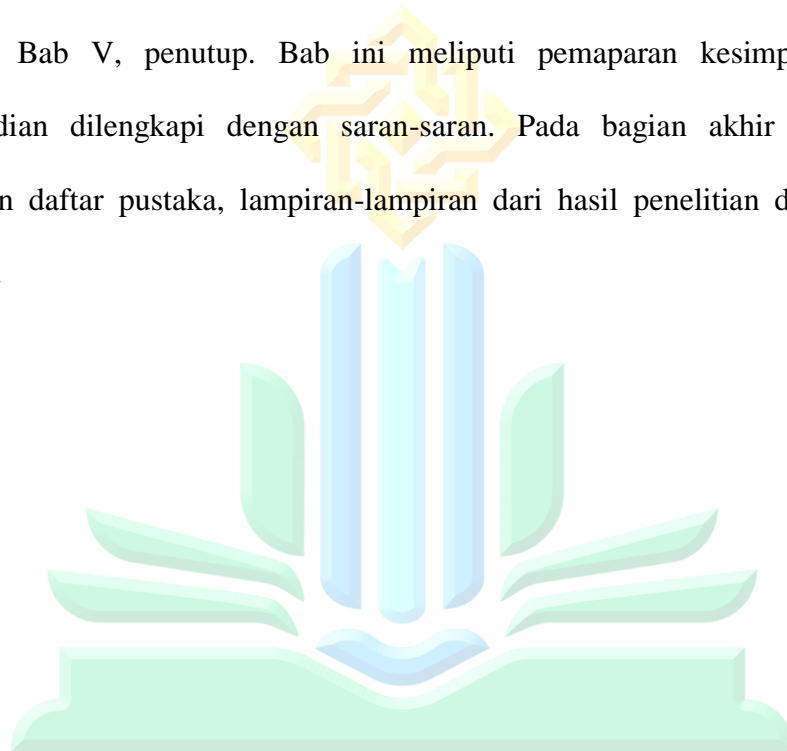 Bab V, penutup. Bab ini meliputi pemaparan kesimp
dian dilengkapi dengan saran-saran. Pada bagian akhir
n daftar pustaka, lampiran-lampiran dari hasil penelitian d